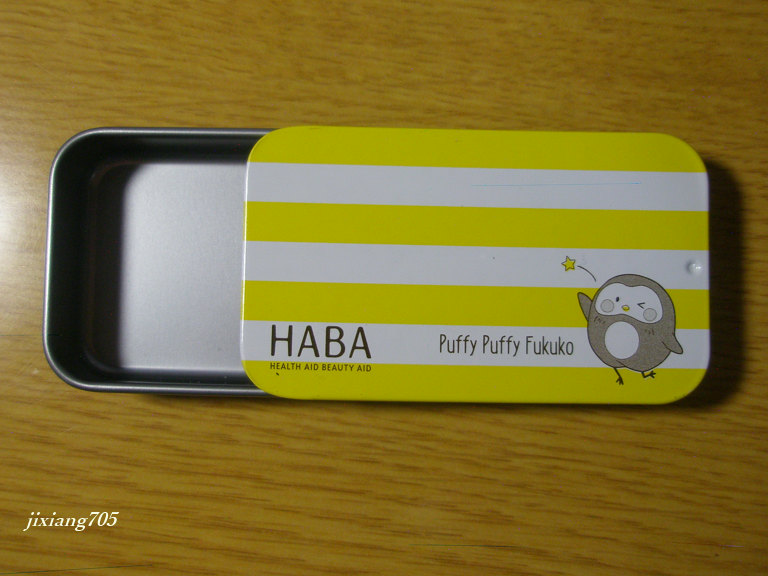 HABA
HEALTH AID BEAUTY AID
Puffy Puffy Fukuko
jixiang705